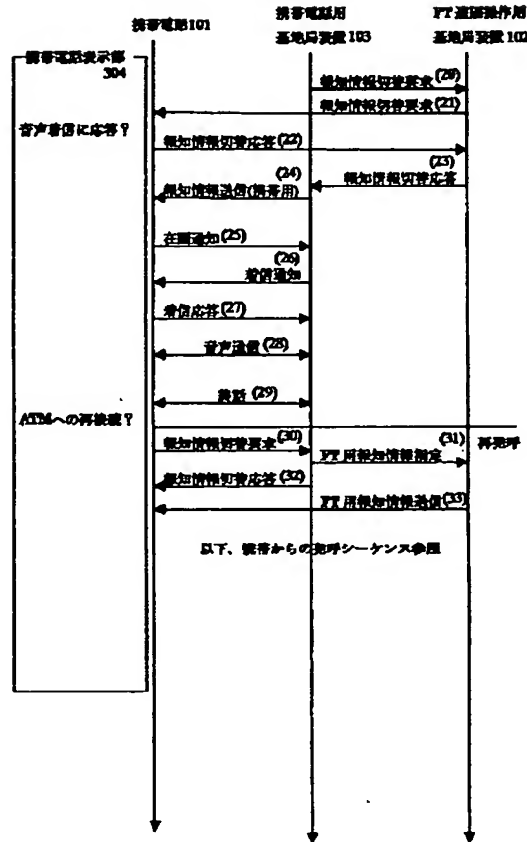 携帯電話101
携帯電話用
基地局装置103
PT遠隔操作用
基地局装置102
携帯電話表示部
304
報知情報切替要求 (20)
報知情報切替要求 (21)
音声着信に応答?
報知情報切替応答 (22)
(23)
報知情報切替応答
(24)
報知情報送信(携帯用)
在圏通知 (25)
(26)
着信通知
着信応答 (27)
音声通信 (28)
終話 (29)
ATMへの再接続?
報知情報切替要求 (30)
(31)
再発呼
PT用報知情報指定
報知情報切替応答 (32)
PT用報知情報送信 (33)
以下、携帯からの発呼シーケンス参照